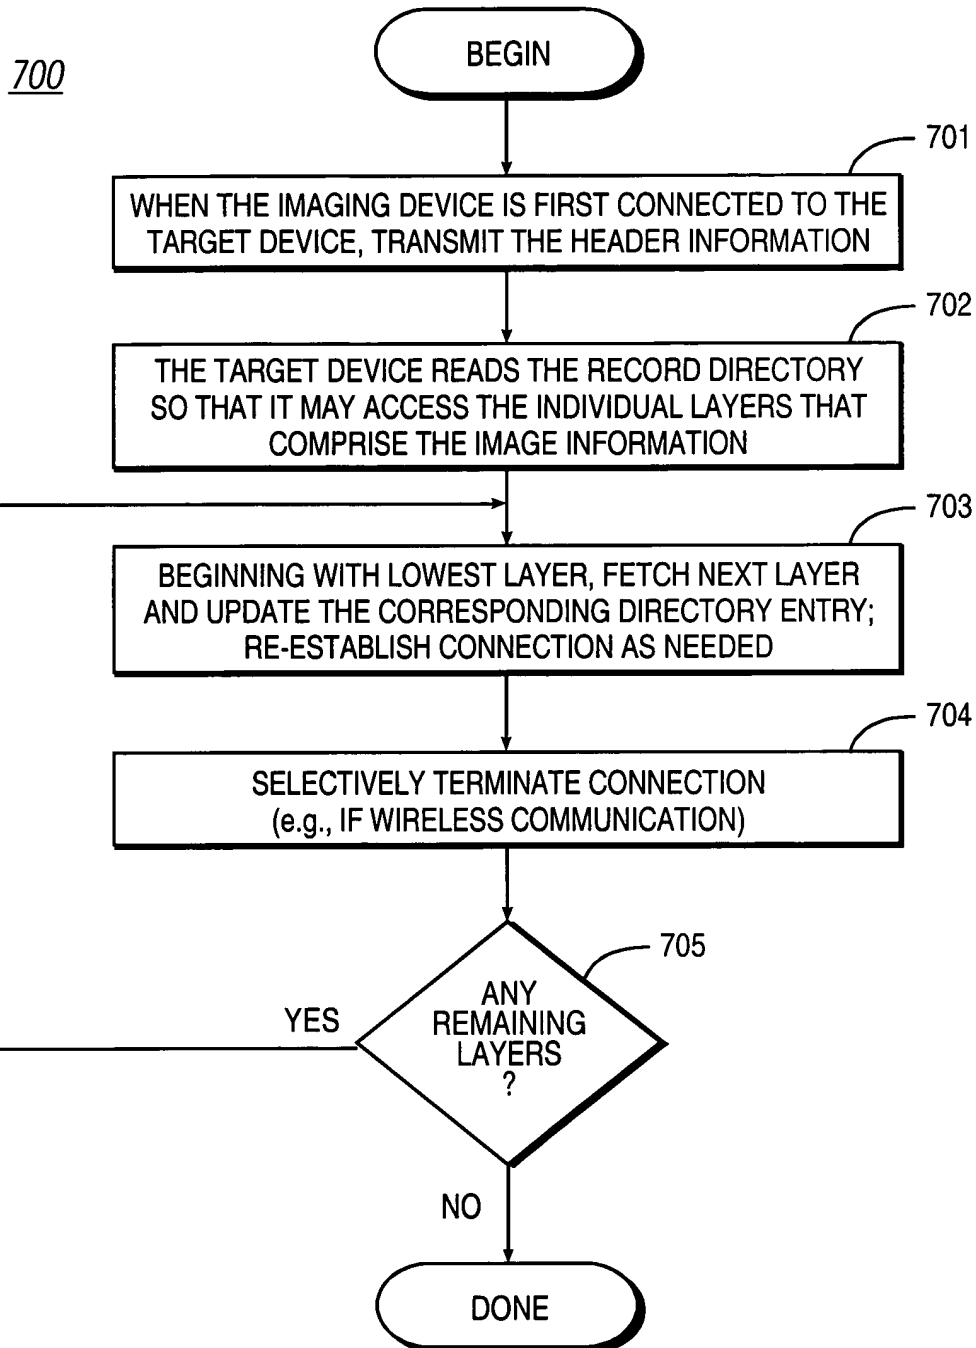 700
BEGIN
701
WHEN THE IMAGING DEVICE IS FIRST CONNECTED TO THE
TARGET DEVICE, TRANSMIT THE HEADER INFORMATION
702
THE TARGET DEVICE READS THE RECORD DIRECTORY
SO THAT IT MAY ACCESS THE INDIVIDUAL LAYERS THAT
COMPRISE THE IMAGE INFORMATION
703
BEGINNING WITH LOWEST LAYER, FETCH NEXT LAYER
AND UPDATE THE CORRESPONDING DIRECTORY ENTRY;
RE-ESTABLISH CONNECTION AS NEEDED
704
SELECTIVELY TERMINATE CONNECTION
(e.g., IF WIRELESS COMMUNICATION)
705
ANY
REMAINING
LAYERS
?
YES
NO
DONE